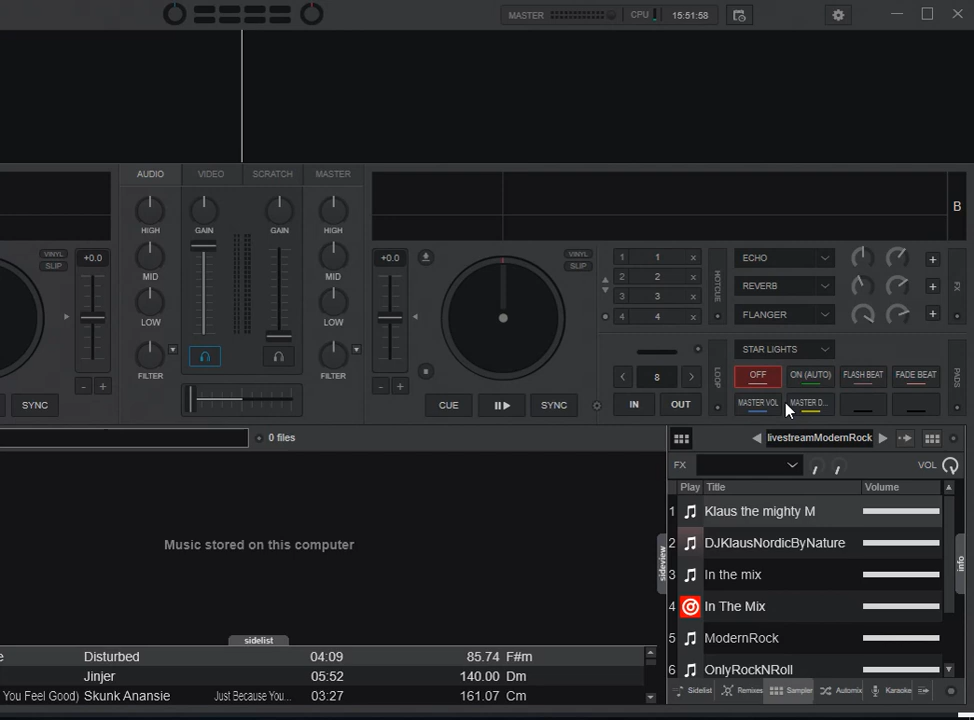 MASTER CPU 15:51:58
AUDIO VIDEO SCRATCH MASTER
B
HIGH GAIN GAIN HIGH
VINYL SLIP +0.0 MID MID +0.0 VINYL SLIP
LOW LOW
FILTER FILTER
- + - +
SYNC CUE SYNC
1 1 x
2 2 x
3 3 x
4 4 x
HOTCUE
ECHO +
REVERB +
FLANGER +
FX
STAR LIGHTS
8
LOOP
IN OUT
OFF ON (AUTO) FLASH BEAT FADE BEAT
MASTER VOL MASTER D...
PADS
0 files
livestreamModernRock
FX VOL
Play Title Volume
1 Klaus the mighty M
2 DJKlausNordicByNature
3 In the mix
4 In The Mix
5 ModernRock
6 OnlyRockNRoll
sideview
info
Music stored on this computer
sidelist
e Disturbed 04:09 85.74 F#m
Jinjer 05:52 140.00 Dm
You Feel Good) Skunk Anansie Just Because You... 03:27 161.07 Cm
Sidelist Remixes Sampler Automix Karaoke